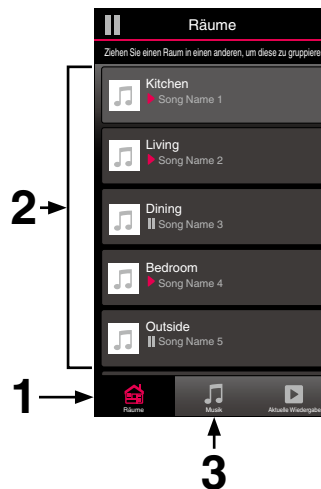 Räume
Ziehen Sie einen Raum in einen anderen, um diese zu gruppiere
Kitchen
Song Name 1
Living
Song Name 2
2
Dining
Song Name 3
Bedroom
Song Name 4
Outside
Song Name 5
1
Räume
Musik
Aktuelle Wiedergabe
3